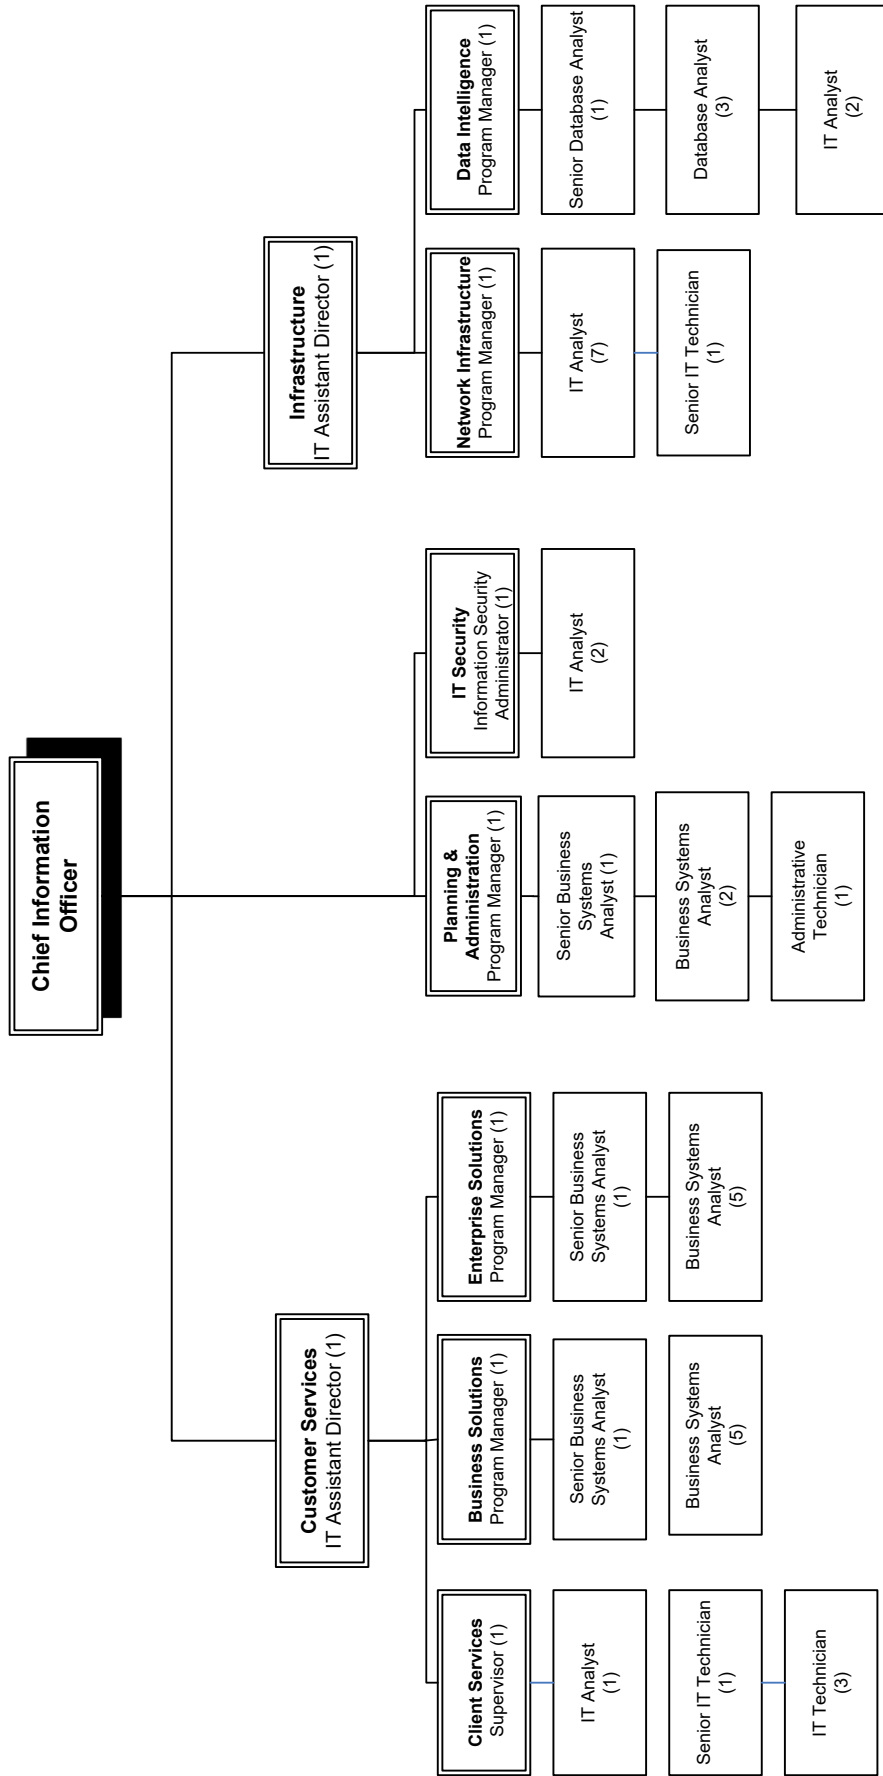 Chief Information
Officer
Customer Services
IT Assistant Director (1)
Infrastructure
IT Assistant Director (1)
Client Services
Supervisor (1)
IT Analyst
(1)
Senior IT Technician
(1)
IT Technician
(3)
Business Solutions
Program Manager (1)
Senior Business
Systems Analyst
(1)
Business Systems
Analyst
(5)
Enterprise Solutions
Program Manager (1)
Senior Business
Systems Analyst
(1)
Business Systems
Analyst
(5)
Planning &
Administration
Program Manager (1)
Senior Business
Systems
Analyst (1)
Business Systems
Analyst
(2)
Administrative
Technician
(1)
IT Security
Information Security
Administrator (1)
IT Analyst
(2)
Network Infrastructure
Program Manager (1)
IT Analyst
(7)
Senior IT Technician
(1)
Data Intelligence
Program Manager (1)
Senior Database Analyst
(1)
Database Analyst
(3)
IT Analyst
(2)